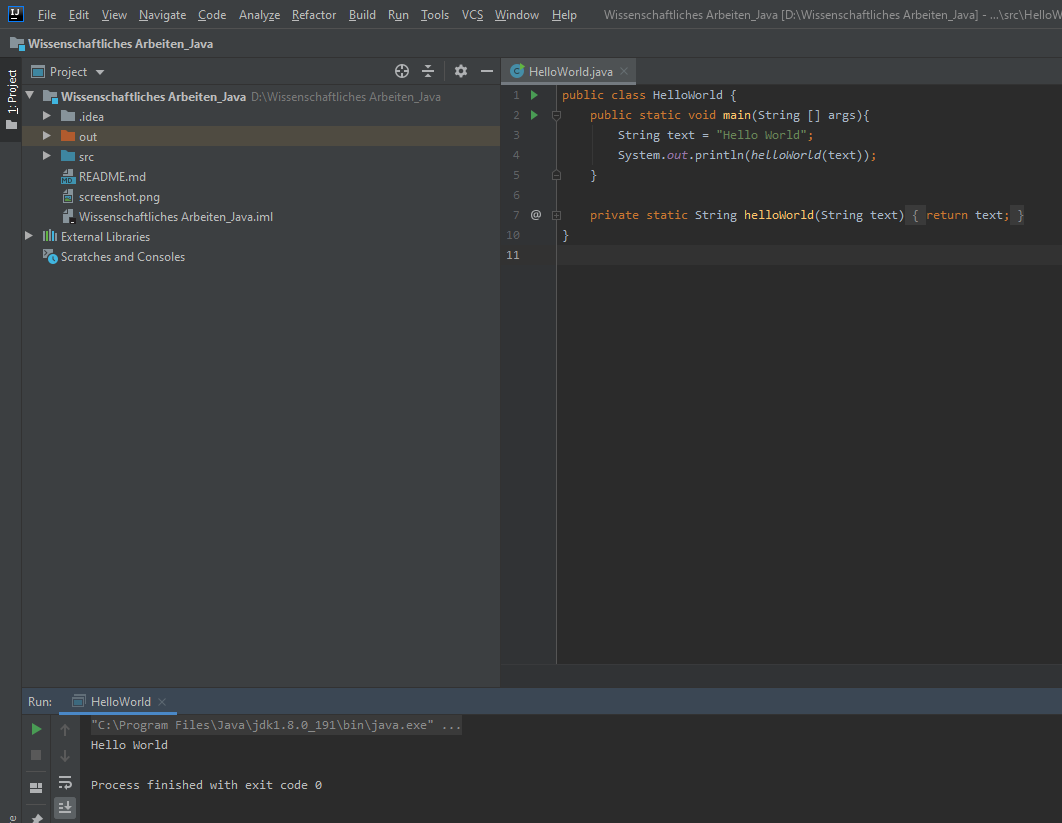 IJ File Edit View Navigate Code Analyze Refactor Build Run Tools VCS Window Help Wissenschaftliches Arbeiten_Java [D:\Wissenschaftliches Arbeiten_Java] - ...\src\HelloW
Wissenschaftliches Arbeiten_Java
1: Project
Project
Wissenschaftliches Arbeiten_Java D:\Wissenschaftliches Arbeiten_Java
.idea
out
src
README.md
screenshot.png
Wissenschaftliches Arbeiten_Java.iml
External Libraries
Scratches and Consoles
HelloWorld.java
1 public class HelloWorld {
2 public static void main(String [] args){
3 String text = "Hello World";
4 System.out.println(helloWorld(text));
5 }
6
7 @ private static String helloWorld(String text) { return text; }
10 }
11
Run: HelloWorld
"C:\Program Files\Java\jdk1.8.0_191\bin\java.exe" ...
Hello World
Process finished with exit code 0